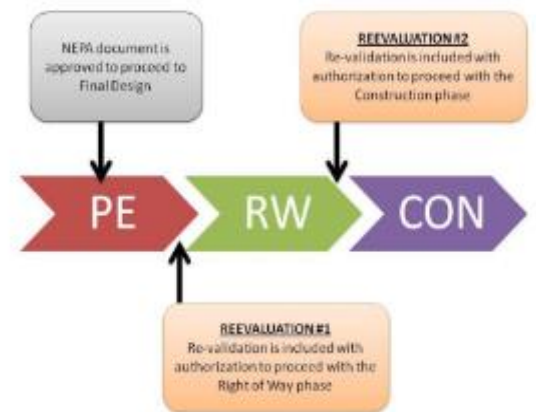 NEPA document is
approved to proceed to
Final Design
REEVALUATION #2
Re-validation is included with
authorization to proceed with the
Construction phase
PE
RW
CON
REEVALUATION #1
Re-validation is included with
authorization to proceed with the
Right of Way phase